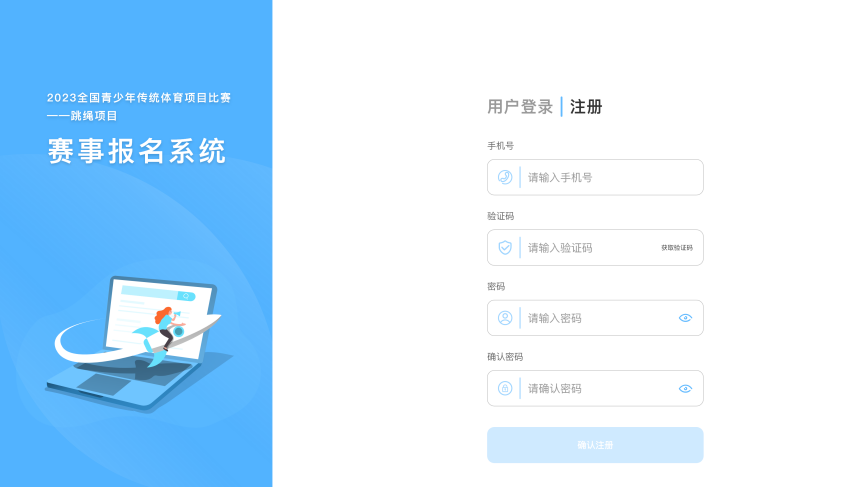 2023全国青少年传统体育项目比赛
——跳绳项目
赛事报名系统
用户登录 | 注册
手机号
请输入手机号
验证码
请输入验证码 获取验证码
密码
请输入密码
确认密码
请确认密码
确认注册